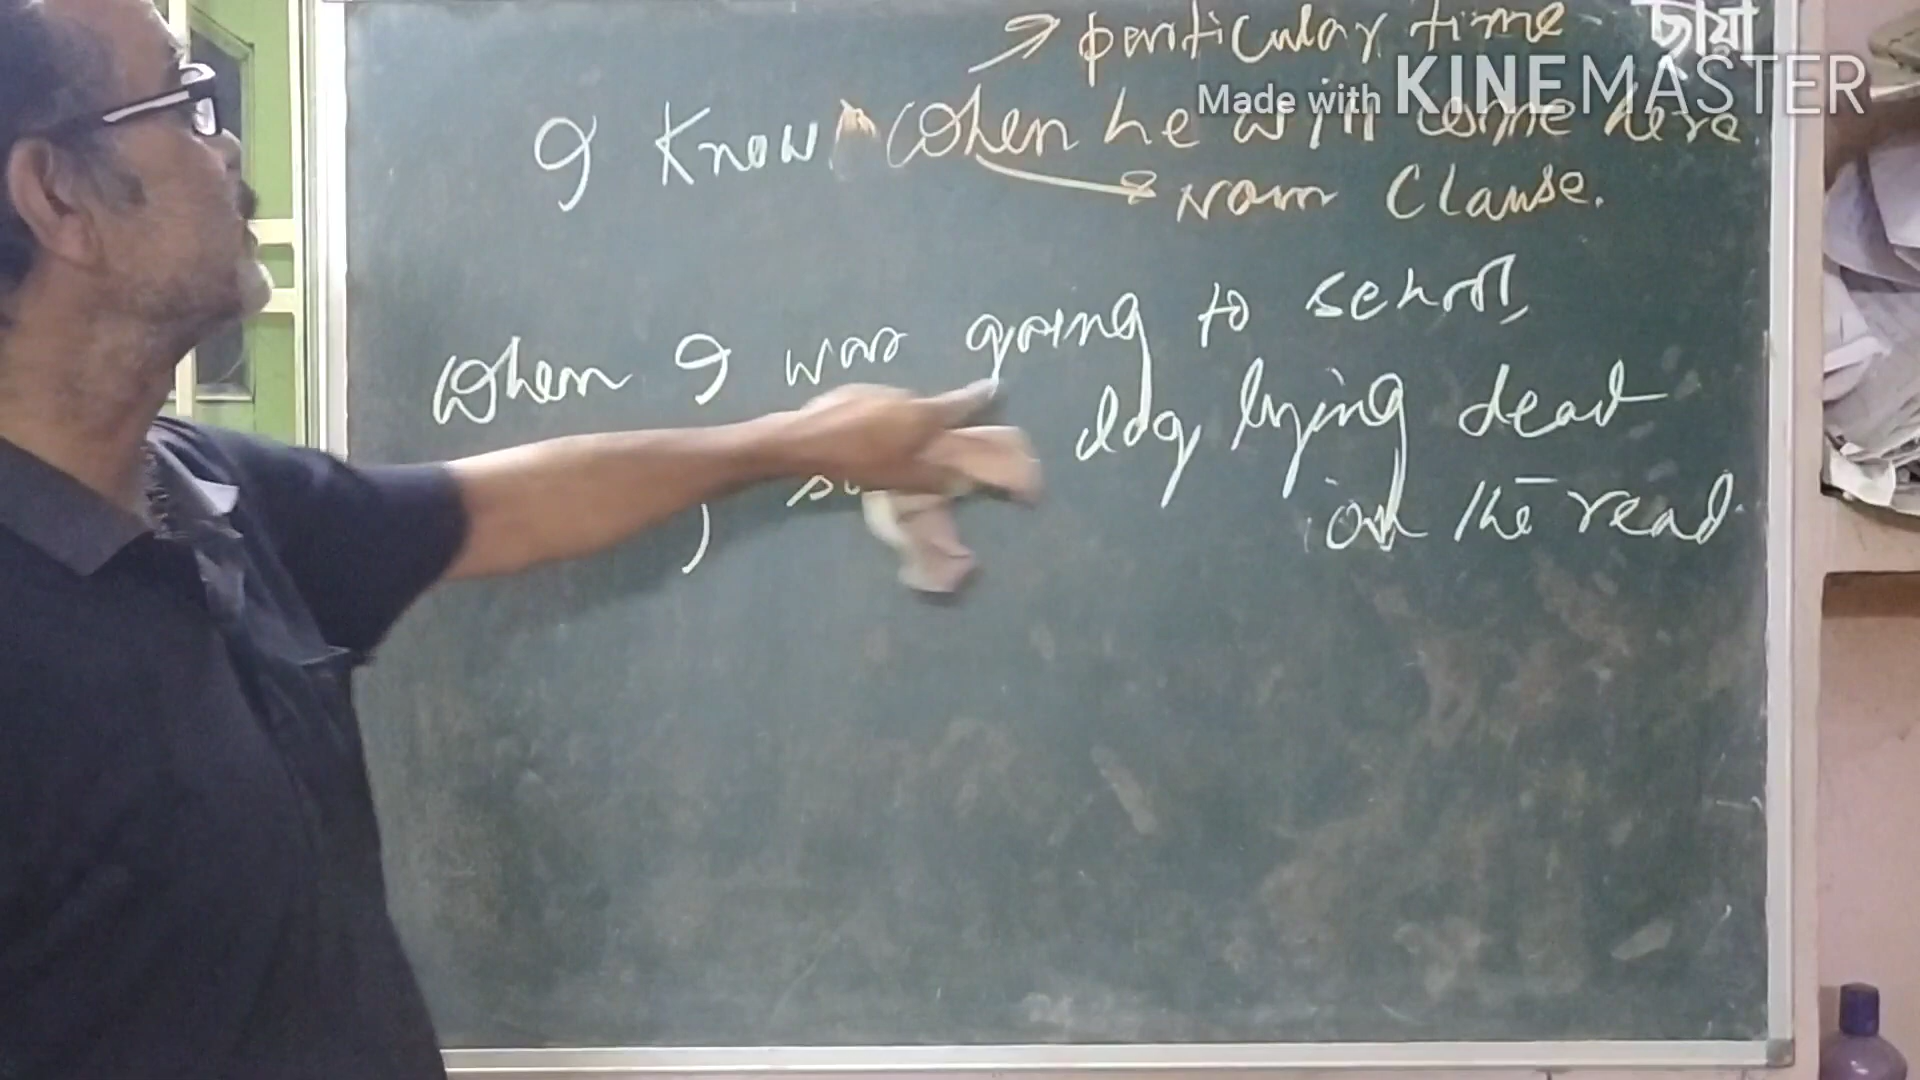 particular time
ছায়া
Made with KINEMASTER
I know when he will come here.
Noun Clause.
When I was going to school,
dog lying dead
I
on the road.